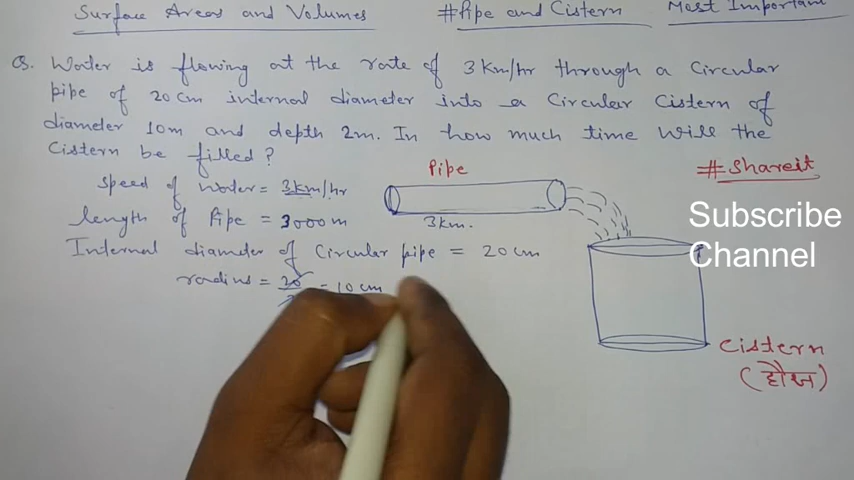 Surface Areas and Volumes #Pipe and Cistern Most Important
Q. Water is flowing at the rate of 3 km/hr through a Circular
pipe of 20 cm internal diameter into a Circular Cistern of
diameter 10m and depth 2m. In how much time will the
Cistern be filled?
Pipe
#Shareit
Speed of Water = 3km/hr
3km.
length of Pipe = 3000m
Subscribe
Channel
Internal diameter of Circular pipe = 20 cm
radius = 20 = 10 cm
Cistern
(हौज)